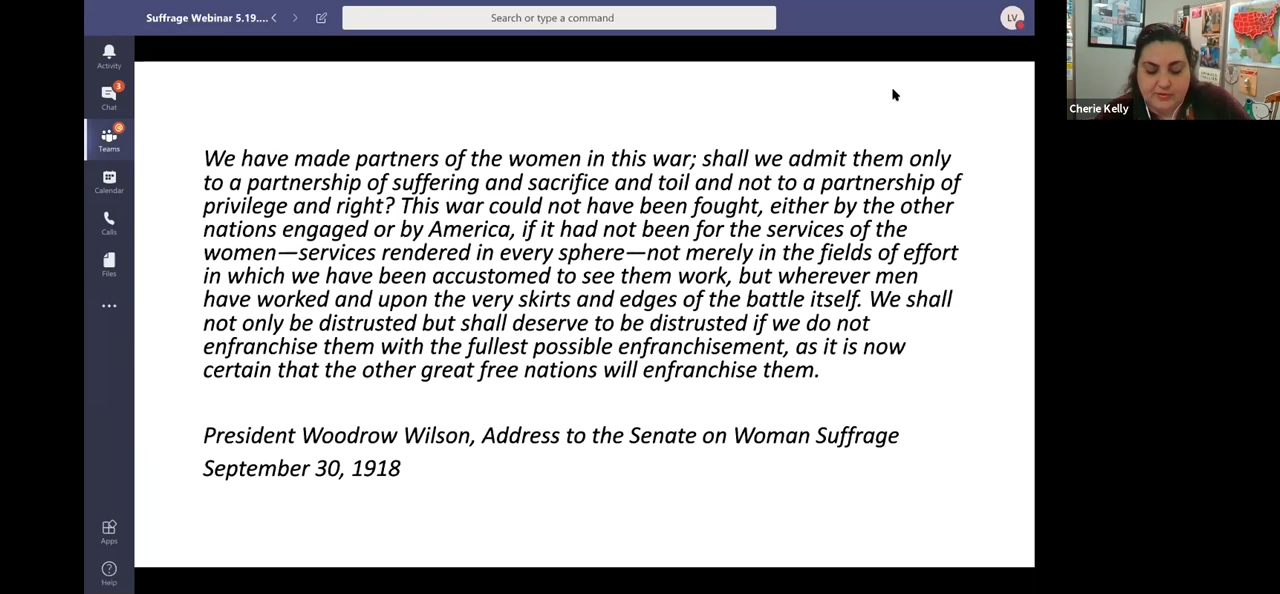 Suffrage Webinar 5.19....
Search or type a command
LV
Activity
3
Chat
Teams
Calendar
Calls
Files
Apps
Help
We have made partners of the women in this war; shall we admit them only
to a partnership of suffering and sacrifice and toil and not to a partnership of
privilege and right? This war could not have been fought, either by the other
nations engaged or by America, if it had not been for the services of the
women—services rendered in every sphere—not merely in the fields of effort
in which we have been accustomed to see them work, but wherever men
have worked and upon the very skirts and edges of the battle itself. We shall
not only be distrusted but shall deserve to be distrusted if we do not
enfranchise them with the fullest possible enfranchisement, as it is now
certain that the other great free nations will enfranchise them.
President Woodrow Wilson, Address to the Senate on Woman Suffrage
September 30, 1918
Cherie Kelly